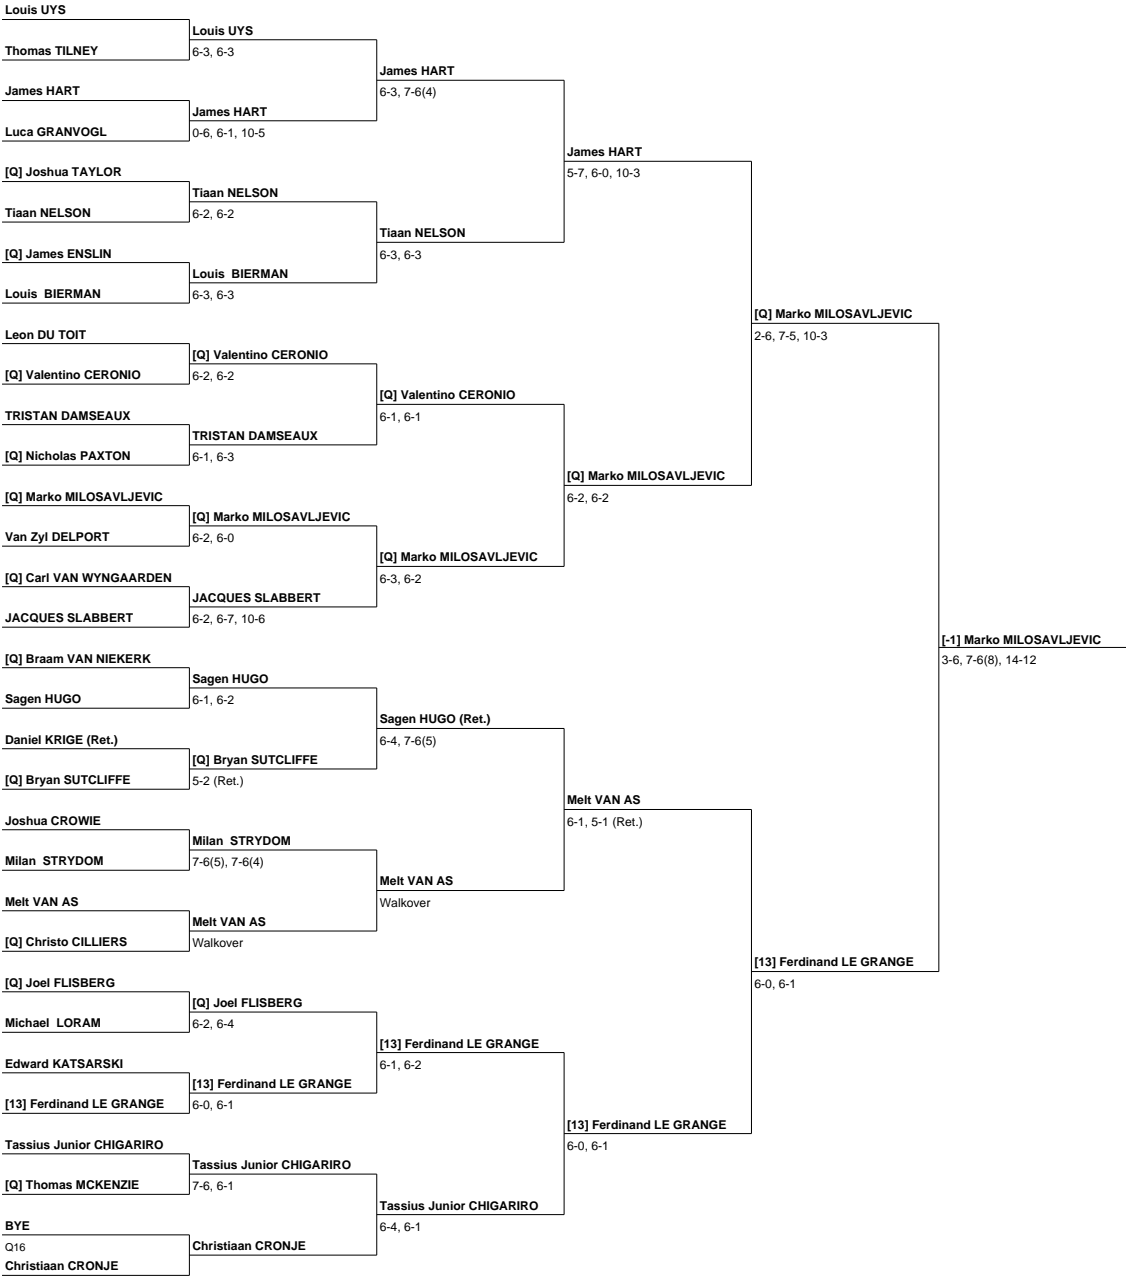 Louis UYS
Thomas TILNEY
James HART
Luca GRANVOGL
[Q] Joshua TAYLOR
Tiaan NELSON
[Q] James ENSLIN
Louis  BIERMAN
Leon DU TOIT
[Q] Valentino CERONIO
TRISTAN DAMSEAUX
[Q] Nicholas PAXTON
[Q] Marko MILOSAVLJEVIC
Van Zyl DELPORT
[Q] Carl VAN WYNGAARDEN
JACQUES SLABBERT
[Q] Braam VAN NIEKERK
Sagen HUGO
Daniel KRIGE (Ret.)
[Q] Bryan SUTCLIFFE
Joshua CROWIE
Milan  STRYDOM
Melt VAN AS
[Q] Christo CILLIERS
[Q] Joel FLISBERG
Michael  LORAM
Edward KATSARSKI
[13] Ferdinand LE GRANGE
Tassius Junior CHIGARIRO
[Q] Thomas MCKENZIE
BYE
Q16
Christiaan CRONJE
Louis UYS
6-3, 6-3
James HART
0-6, 6-1, 10-5
Tiaan NELSON
6-2, 6-2
Louis  BIERMAN
6-3, 6-3
[Q] Valentino CERONIO
6-2, 6-2
TRISTAN DAMSEAUX
6-1, 6-3
[Q] Marko MILOSAVLJEVIC
6-2, 6-0
JACQUES SLABBERT
6-2, 6-7, 10-6
Sagen HUGO
6-1, 6-2
[Q] Bryan SUTCLIFFE
5-2 (Ret.)
Milan  STRYDOM
7-6(5), 7-6(4)
Melt VAN AS
Walkover
[Q] Joel FLISBERG
6-2, 6-4
[13] Ferdinand LE GRANGE
6-0, 6-1
Tassius Junior CHIGARIRO
7-6, 6-1
Christiaan CRONJE
James HART
6-3, 7-6(4)
Tiaan NELSON
6-3, 6-3
[Q] Valentino CERONIO
6-1, 6-1
[Q] Marko MILOSAVLJEVIC
6-3, 6-2
Sagen HUGO (Ret.)
6-4, 7-6(5)
Melt VAN AS
Walkover
[13] Ferdinand LE GRANGE
6-1, 6-2
Tassius Junior CHIGARIRO
6-4, 6-1
James HART
5-7, 6-0, 10-3
[Q] Marko MILOSAVLJEVIC
6-2, 6-2
Melt VAN AS
6-1, 5-1 (Ret.)
[13] Ferdinand LE GRANGE
6-0, 6-1
[Q] Marko MILOSAVLJEVIC
2-6, 7-5, 10-3
[13] Ferdinand LE GRANGE
6-0, 6-1
[-1] Marko MILOSAVLJEVIC
3-6, 7-6(8), 14-12